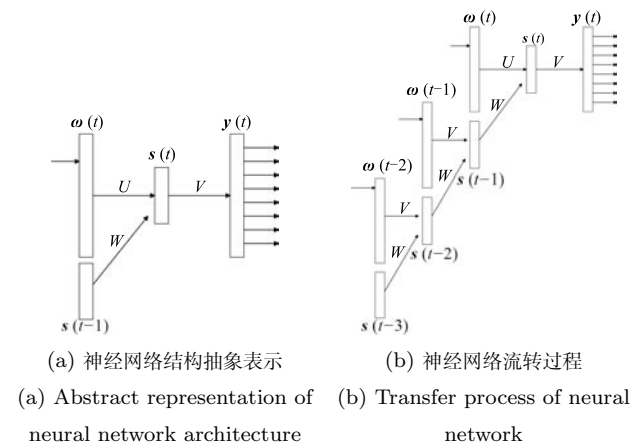 ω(t)
s(t)
y(t)
U
V
W
s(t−1)
ω(t)
s(t)
y(t)
U
V
W
ω(t−1)
V
s(t−1)
W
ω(t−2)
V
s(t−2)
W
s(t−3)
(a) 神经网络结构抽象表示
(a) Abstract representation of
neural network architecture
(b) 神经网络流转过程
(b) Transfer process of neural
network